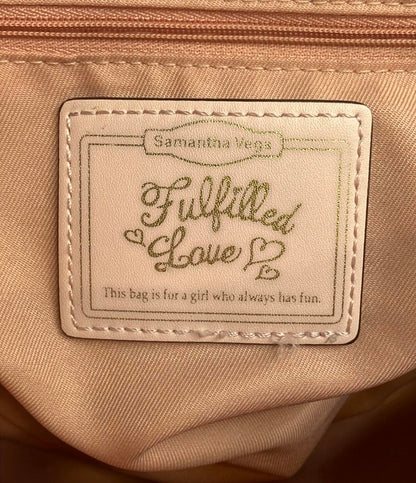 Samantha Vega
Fulfilled
Love
This bag is for a girl who always has fun.